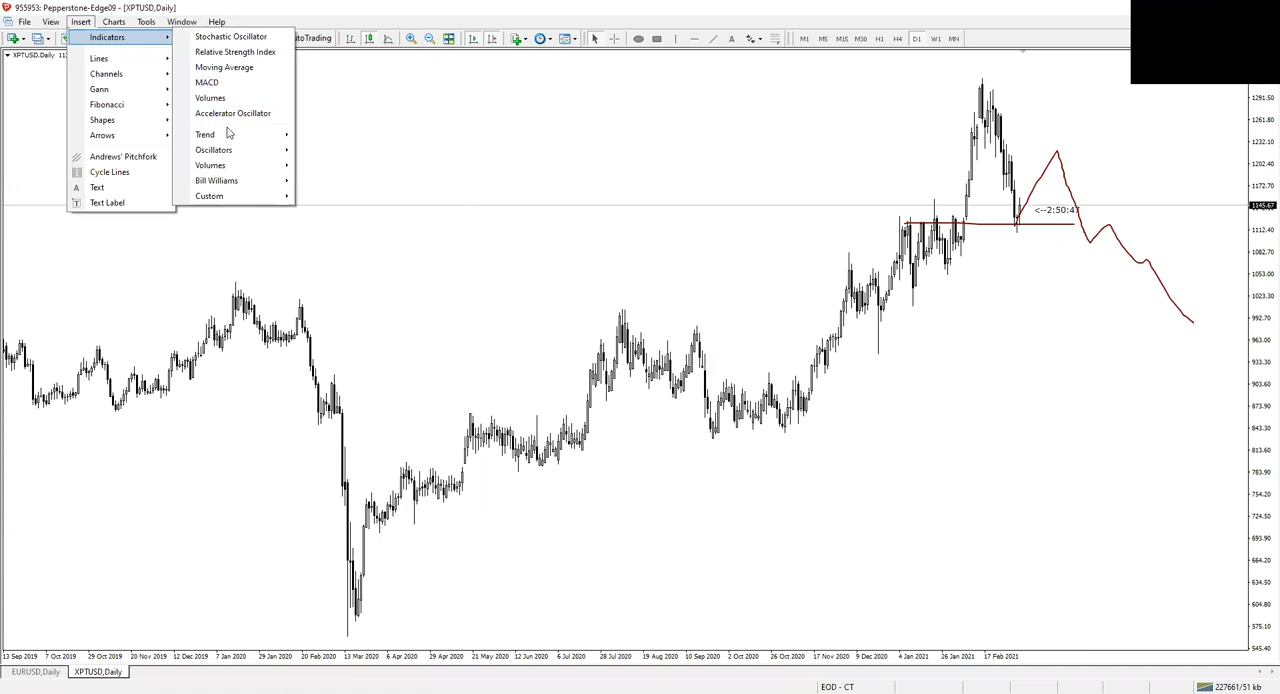 955953: Pepperstone-Edge09 - [XPTUSD,Daily]
File View Insert Charts Tools Window Help
Indicators
Lines
Channels
Gann
Fibonacci
Shapes
Arrows
Andrews' Pitchfork
Cycle Lines
Text
Text Label
Stochastic Oscillator
Relative Strength Index
Moving Average
MACD
Volumes
Accelerator Oscillator
Trend
Oscillators
Volumes
Bill Williams
Custom
M1 M5 M15 M30 H1 H4 D1 W1 MN
XPTUSD,Daily
<--2:50:47
1291.50
1261.80
1232.10
1202.40
1172.70
1145.67
1112.40
1082.70
1053.00
1023.30
992.70
963.00
933.30
903.60
873.90
843.30
813.60
783.90
754.20
724.50
693.90
664.20
634.50
604.80
575.10
545.40
13 Sep 2019 7 Oct 2019 29 Oct 2019 20 Nov 2019 12 Dec 2019 7 Jan 2020 29 Jan 2020 20 Feb 2020 13 Mar 2020 6 Apr 2020 29 Apr 2020 21 May 2020 12 Jun 2020 6 Jul 2020 28 Jul 2020 19 Aug 2020 10 Sep 2020 2 Oct 2020 26 Oct 2020 17 Nov 2020 9 Dec 2020 4 Jan 2021 26 Jan 2021 17 Feb 2021
EURUSD,Daily XPTUSD,Daily
EOD - CT
227661/51 kb